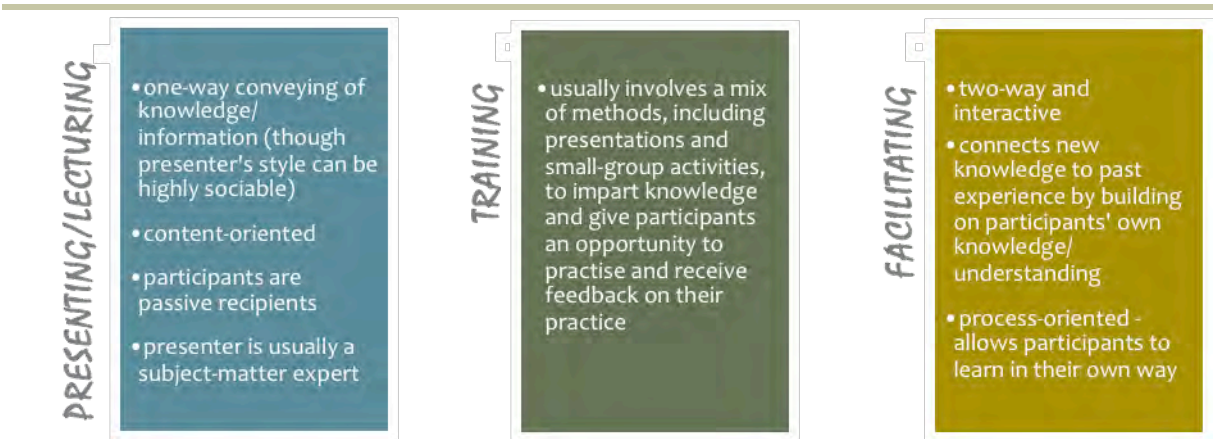 PRESENTING/LECTURING
•one-way conveying of
knowledge/
information (though
presenter's style can be
highly sociable)
•content-oriented
•participants are
passive recipients
•presenter is usually a
subject-matter expert
TRAINING
•usually involves a mix
of methods, including
presentations and
small-group activities,
to impart knowledge
and give participants
an opportunity to
practise and receive
feedback on their
practice
FACILITATING
•two-way and
interactive
•connects new
knowledge to past
experience by building
on participants' own
knowledge/
understanding
•process-oriented -
allows participants to
learn in their own way